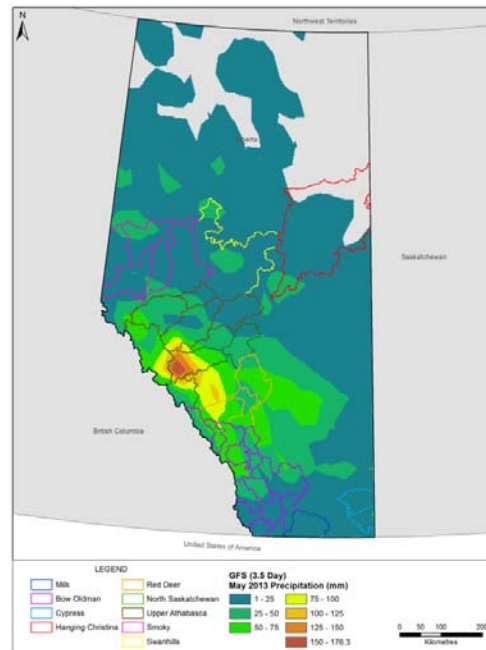 N
Northwest Territories
Alberta
Saskatchewan
British Columbia
United States of America
LEGEND
Milk
Bow Oldman
Cypress
Hanging Christina
Red Deer
North Saskatchewan
Upper Athabasca
Smoky
Swanhills
GFS (3.5 Day)
May 2013 Precipitation (mm)
1 - 25
25 - 50
50 - 75
75 - 100
100 - 125
125 - 150
150 - 176.3
0 50 100 200
Kilometres